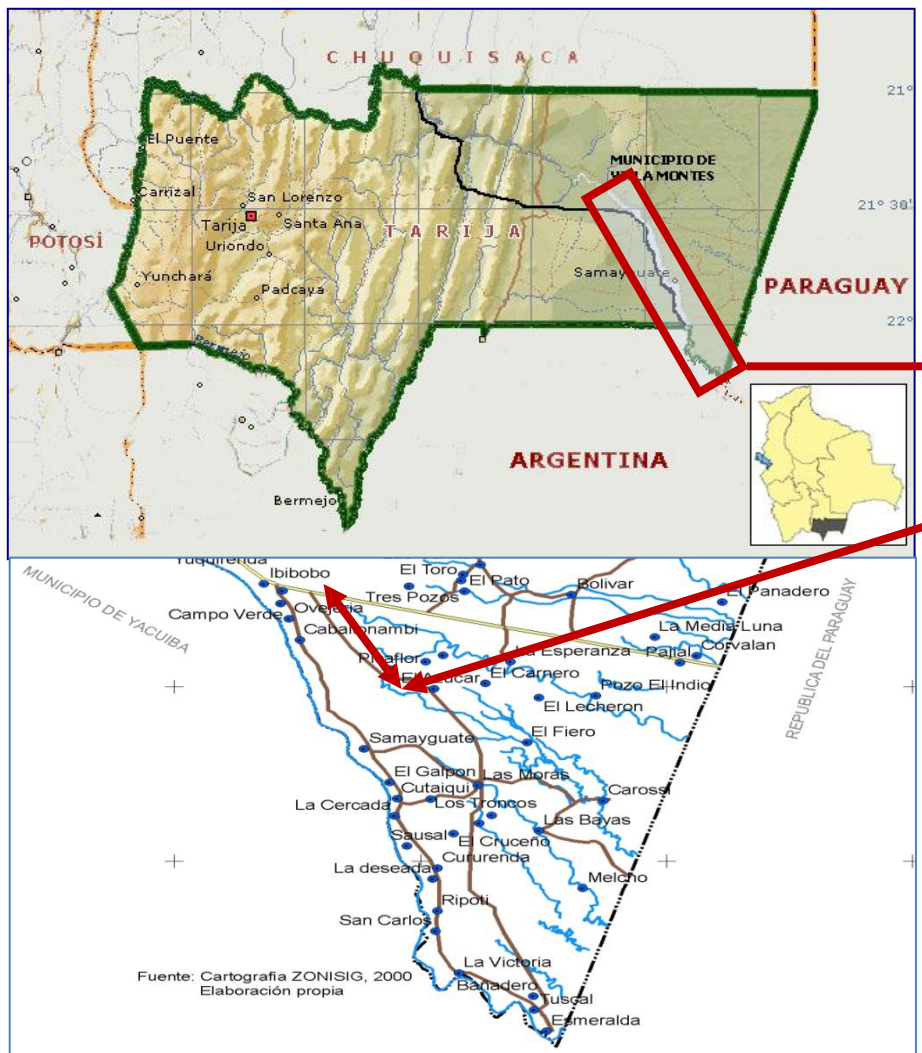 CHUQUISACA
21°
El Puente
MUNICIPIO DE
VILLA MONTES
Carrizal
San Lorenzo
21° 30'
Tarija
Santa Ana
TARIJA
POTOSÍ
Uriondo
Samayguate
Yunchará
Padcaya
PARAGUAY
22°
Bermejo
ARGENTINA
Bermejo
Yuquirenda
Ibibobo
El Toro
El Pato
Bolivar
MUNICIPIO DE YACUIBA
Tres Pozos
El Panadero
Campo Verde
Ovejeria
Caballonambi
La Media Luna
Corvalan
REPUBLICA DEL PARAGUAY
Piraflor
La Esperanza
Pajial
El Azucar
El Carnero
Pozo El Indio
El Lecheron
El Fiero
Samayguate
El Galpon
Las Moras
Cutaiqui
Carossi
La Cercada
Los Troncos
Las Bayas
Sausal
El Cruceño
Cururenda
La deseada
Melcho
Ripoti
San Carlos
La Victoria
Fuente: Cartografía ZONISIG, 2000
Elaboración propia
Bañadero
Tuscal
Esmeralda